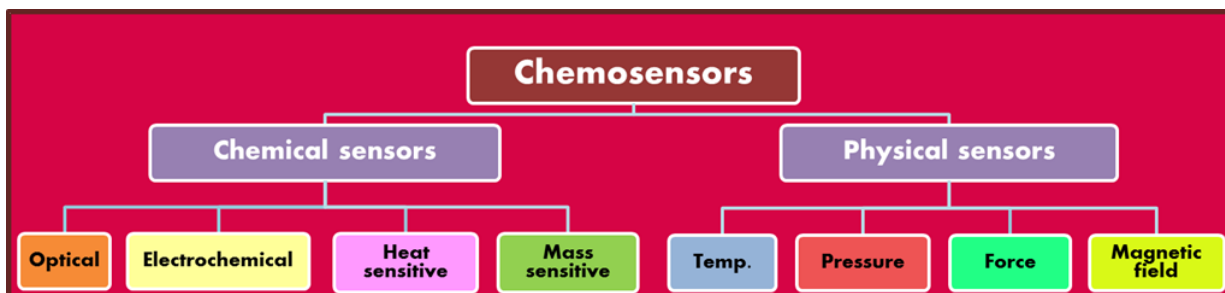 Chemosensors
Chemical sensors
Physical sensors
Optical
Electrochemical
Heat
sensitive
Mass
sensitive
Temp.
Pressure
Force
Magnetic
field